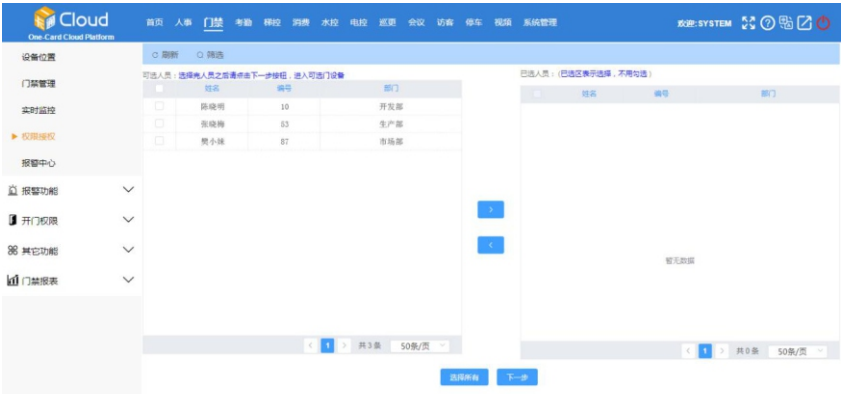 Cloud
One-Card Cloud Platform
首页 人事 门禁 考勤 梯控 消费 水控 电控 巡更 会议 访客 停车 视频 系统管理
欢迎:SYSTEM
设备位置
门禁管理
实时监控
权限授权
报警中心
报警功能
开门权限
其它功能
门禁报表
刷新 筛选
可选人员：选择完人员之后请点击下一步按钮，进入可选门设备
姓名 编号 部门
陈晓明 10 开发部
张晓梅 53 生产部
樊小妹 87 市场部
< 1 > 共3条 50条/页
>
<
已选人员：(已选区表示选择，不用勾选)
姓名 编号 部门
暂无数据
< 1 > 共0条 50条/页
选择所有 下一步